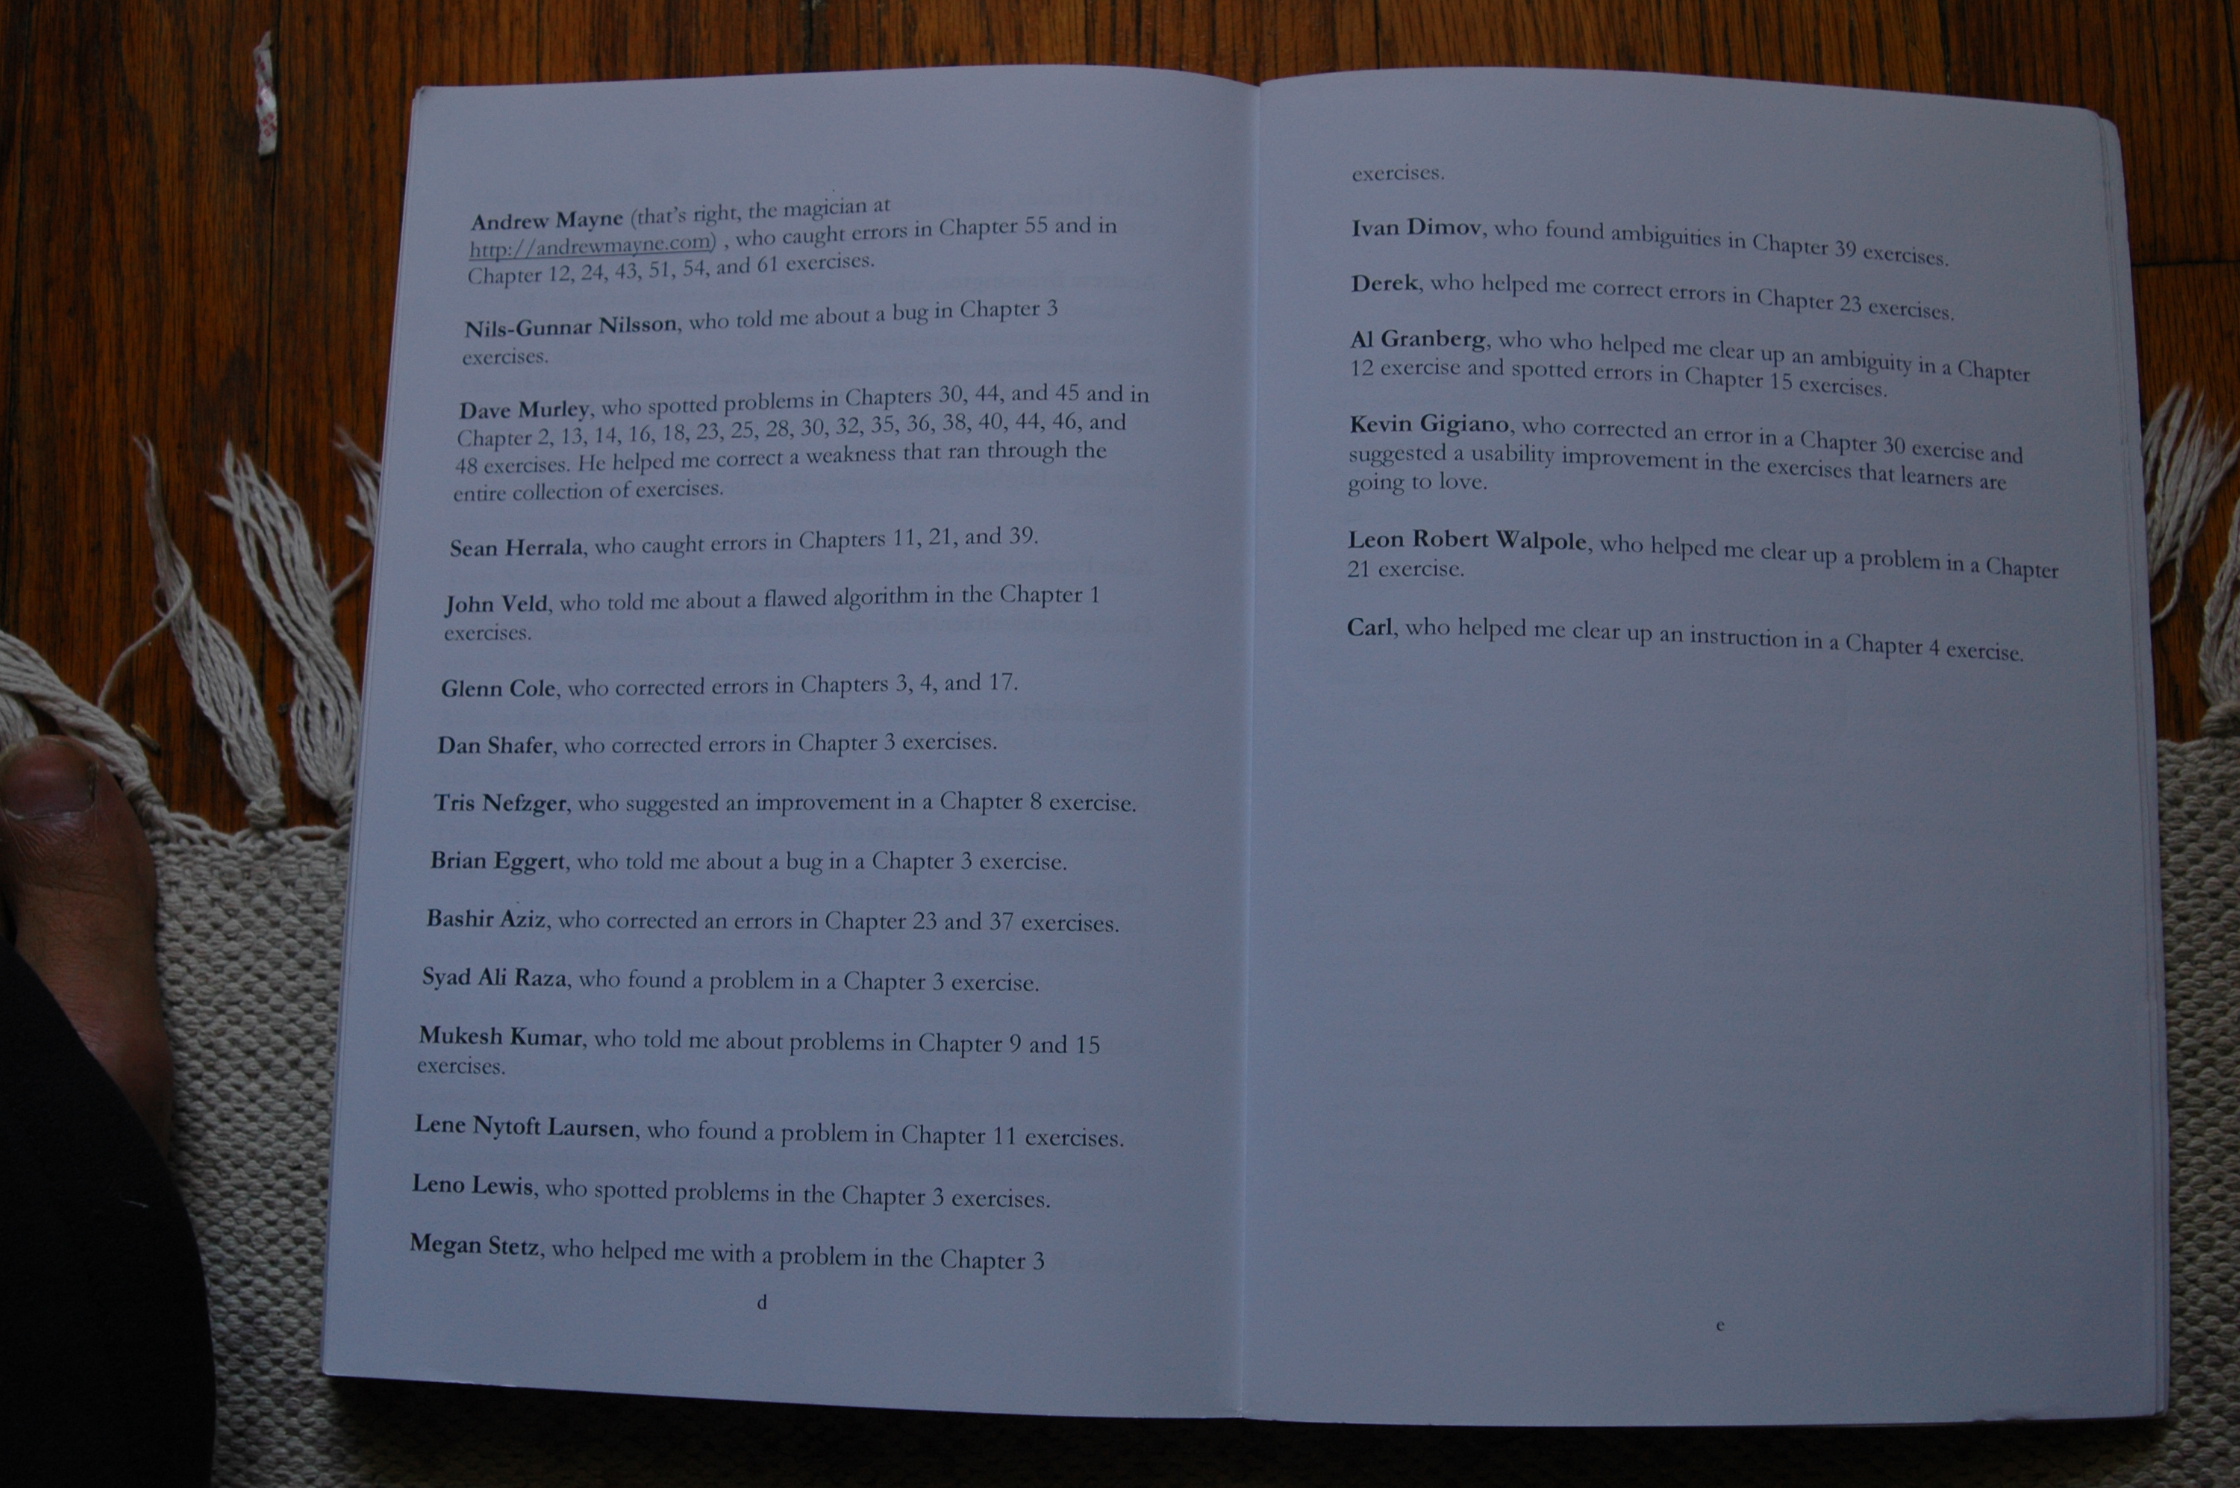 Andrew Mayne (that's right, the magician at
http://andrewmayne.com) , who caught errors in Chapter 55 and in
Chapter 12, 24, 43, 51, 54, and 61 exercises.
Nils-Gunnar Nilsson, who told me about a bug in Chapter 3
exercises.
Dave Murley, who spotted problems in Chapters 30, 44, and 45 and in
Chapter 2, 13, 14, 16, 18, 23, 25, 28, 30, 32, 35, 36, 38, 40, 44, 46, and
48 exercises. He helped me correct a weakness that ran through the
entire collection of exercises.
Sean Herrala, who caught errors in Chapters 11, 21, and 39.
John Veld, who told me about a flawed algorithm in the Chapter 1
exercises.
Glenn Cole, who corrected errors in Chapters 3, 4, and 17.
Dan Shafer, who corrected errors in Chapter 3 exercises.
Tris Nefzger, who suggested an improvement in a Chapter 8 exercise.
Brian Eggert, who told me about a bug in a Chapter 3 exercise.
Bashir Aziz, who corrected an errors in Chapter 23 and 37 exercises.
Syad Ali Raza, who found a problem in a Chapter 3 exercise.
Mukesh Kumar, who told me about problems in Chapter 9 and 15
exercises.
Lene Nytoft Laursen, who found a problem in Chapter 11 exercises.
Leno Lewis, who spotted problems in the Chapter 3 exercises.
Megan Stetz, who helped me with a problem in the Chapter 3
d
exercises.
Ivan Dimov, who found ambiguities in Chapter 39 exercises.
Derek, who helped me correct errors in Chapter 23 exercises.
Al Granberg, who who helped me clear up an ambiguity in a Chapter
12 exercise and spotted errors in Chapter 15 exercises.
Kevin Gigiano, who corrected an error in a Chapter 30 exercise and
suggested a usability improvement in the exercises that learners are
going to love.
Leon Robert Walpole, who helped me clear up a problem in a Chapter
21 exercise.
Carl, who helped me clear up an instruction in a Chapter 4 exercise.
e